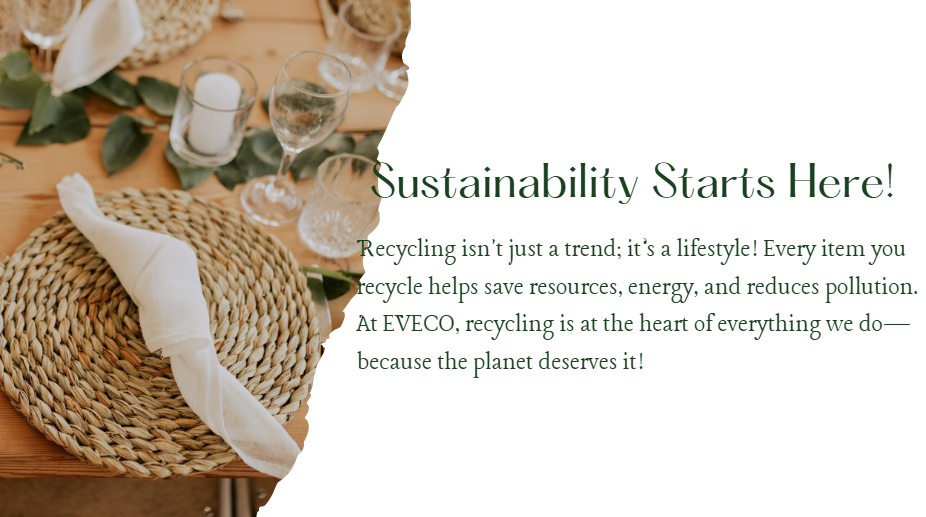 Sustainability Starts Here!
Recycling isn't just a trend; it's a lifestyle! Every item you
recycle helps save resources, energy, and reduces pollution.
At EVECO, recycling is at the heart of everything we do—
because the planet deserves it!